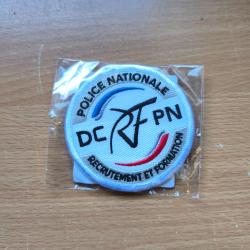 POLICE NATIONALE
DC RF PN
RECRUTEMENT ET FORMATION